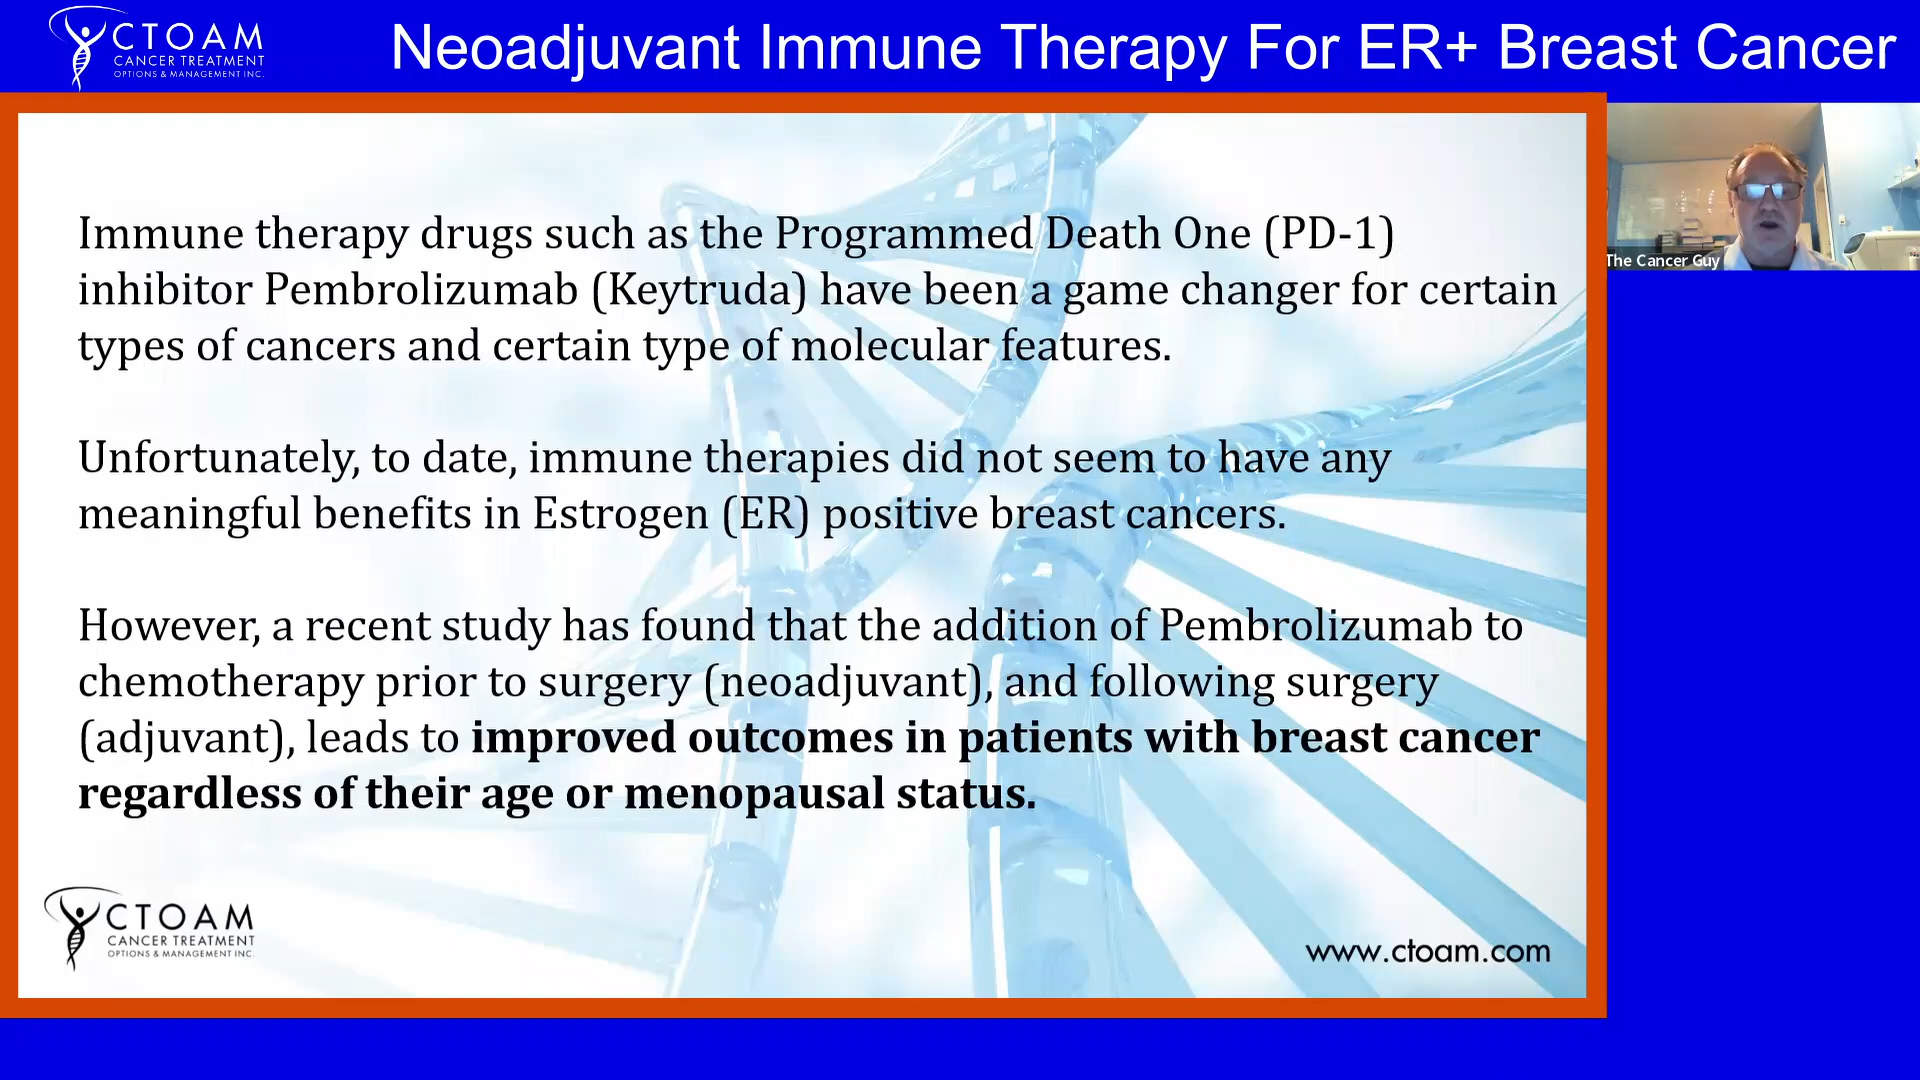 CTOAM
CANCER TREATMENT
OPTIONS & MANAGEMENT INC.
Neoadjuvant Immune Therapy For ER+ Breast Cancer
The Cancer Guy
Immune therapy drugs such as the Programmed Death One (PD-1)
inhibitor Pembrolizumab (Keytruda) have been a game changer for certain
types of cancers and certain type of molecular features.
Unfortunately, to date, immune therapies did not seem to have any
meaningful benefits in Estrogen (ER) positive breast cancers.
However, a recent study has found that the addition of Pembrolizumab to
chemotherapy prior to surgery (neoadjuvant), and following surgery
(adjuvant), leads to improved outcomes in patients with breast cancer
regardless of their age or menopausal status.
CTOAM
CANCER TREATMENT
OPTIONS & MANAGEMENT INC.
www.ctoam.com